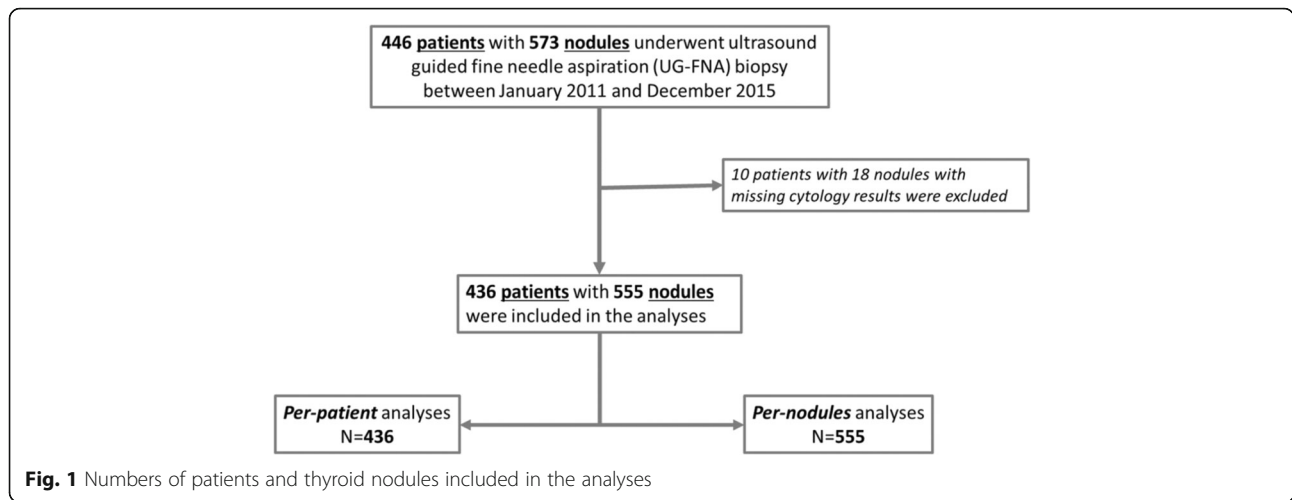 446 patients with 573 nodules underwent ultrasound
guided fine needle aspiration (UG-FNA) biopsy
between January 2011 and December 2015
10 patients with 18 nodules with
missing cytology results were excluded
436 patients with 555 nodules
were included in the analyses
Per-patient analyses
N=436
Per-nodules analyses
N=555
Fig. 1 Numbers of patients and thyroid nodules included in the analyses